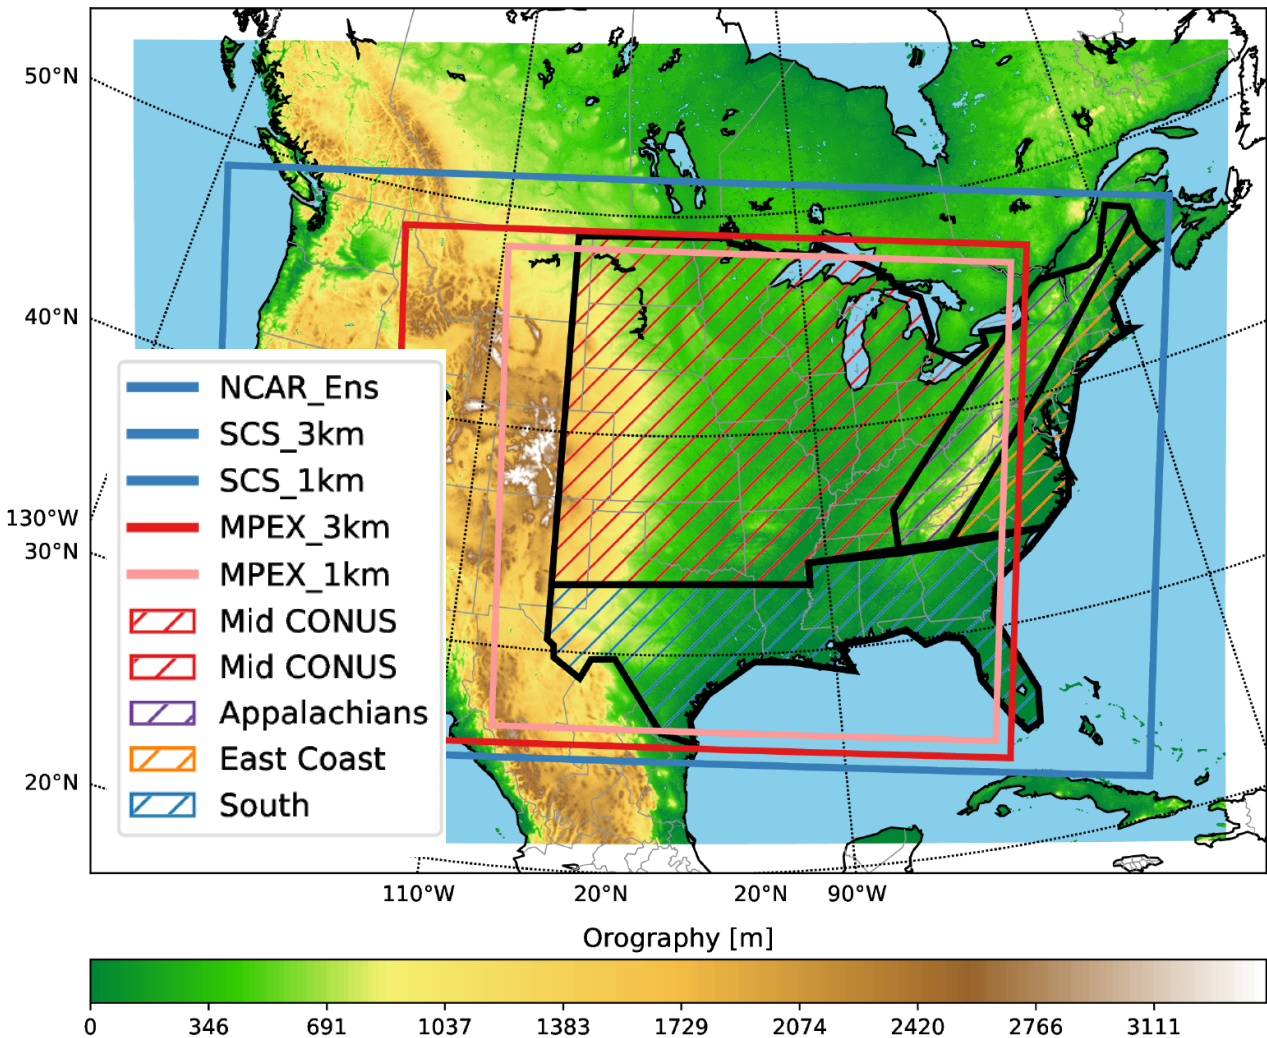 50°N
40°N
130°W
30°N
20°N
NCAR_Ens
SCS_3km
SCS_1km
MPEX_3km
MPEX_1km
Mid CONUS
Mid CONUS
Appalachians
East Coast
South
110°W 20°N 20°N 90°W
Orography [m]
0 346 691 1037 1383 1729 2074 2420 2766 3111